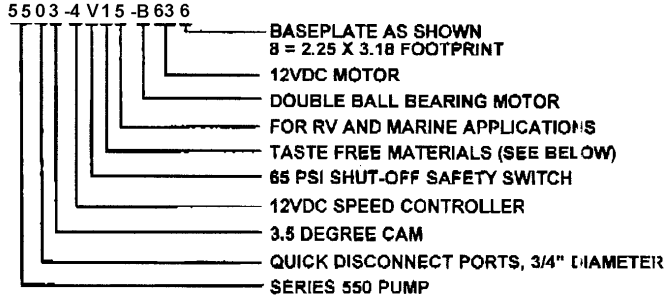 5503-4V15-B636
BASEPLATE AS SHOWN
8 = 2.25 X 3.18 FOOTPRINT
12VDC MOTOR
DOUBLE BALL BEARING MOTOR
FOR RV AND MARINE APPLICATIONS
TASTE FREE MATERIALS (SEE BELOW)
65 PSI SHUT-OFF SAFETY SWITCH
12VDC SPEED CONTROLLER
3.5 DEGREE CAM
QUICK DISCONNECT PORTS, 3/4" DIAMETER
SERIES 550 PUMP